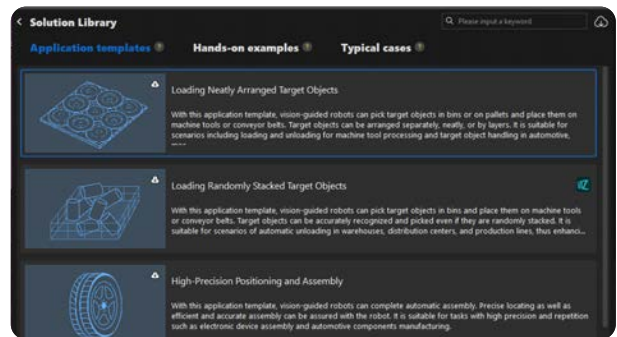 Solution Library
Please input a keyword
Application templates
Hands-on examples
Typical cases
Loading Neatly Arranged Target Objects
With this application template, vision-guided robots can pick target objects in bins or on pallets and place them on
machine tools or conveyor belts. Target objects can be arranged separately, neatly, or by layers. It is suitable for
scenarios including loading and unloading for machine tool processing and target object handling in automotive,
Loading Randomly Stacked Target Objects
With this application template, vision-guided robots can pick target objects in bins and place them on machine tools
or conveyor belts. Target objects can be accurately recognized and picked even if they are randomly stacked. It is
suitable for scenarios of automatic unloading in warehouses, distribution centers, and production lines, thus enhanci...
High-Precision Positioning and Assembly
With this application template, vision-guided robots can complete automatic assembly. Precise locating as well as
efficient and accurate assembly can be assured with the robot. It is suitable for tasks with high precision and repetition
such as electronic device assembly and automotive components manufacturing.